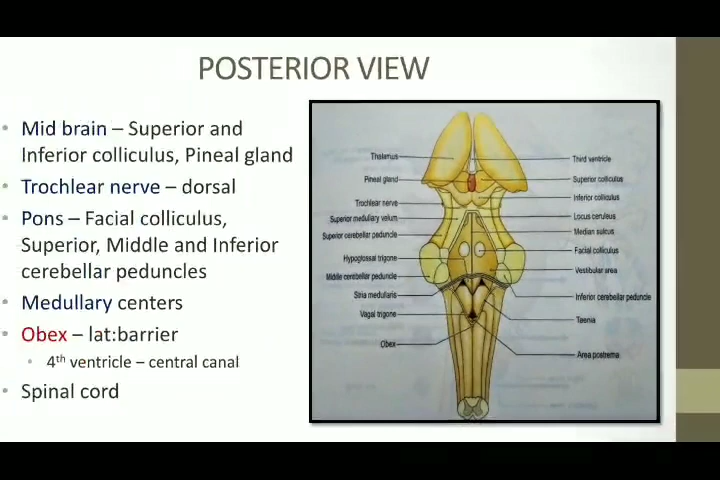 POSTERIOR VIEW
• Mid brain – Superior and
Inferior colliculus, Pineal gland
• Trochlear nerve – dorsal
• Pons – Facial colliculus,
Superior, Middle and Inferior
cerebellar peduncles
• Medullary centers
• Obex – lat:barrier
• 4th ventricle – central canal
• Spinal cord
Thalamus
Pineal gland
Trochlear nerve
Superior medullary velum
Superior cerebellar peduncle
Hypoglossal trigone
Middle cerebellar peduncle
Stria medullaris
Vagal trigone
Obex
Third ventricle
Superior colliculus
Inferior colliculus
Locus ceruleus
Median sulcus
Facial colliculus
Vestibular area
Inferior cerebellar peduncle
Taenia
Area postrema